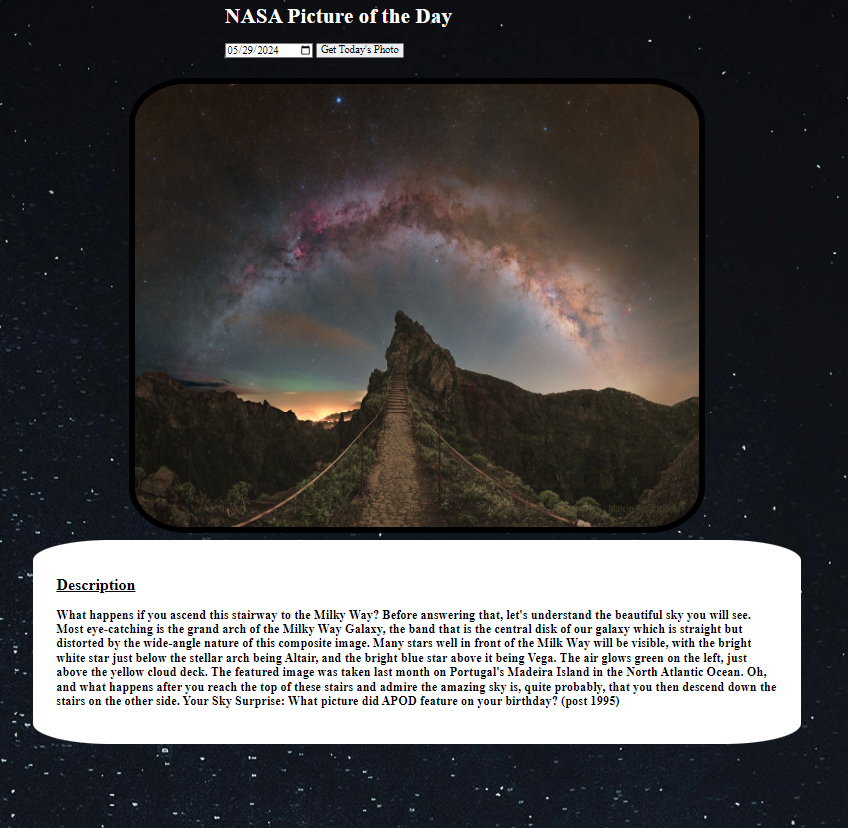 NASA Picture of the Day
05/29/2024 Get Today's Photo
Description
What happens if you ascend this stairway to the Milky Way? Before answering that, let's understand the beautiful sky you will see.
Most eye-catching is the grand arch of the Milky Way Galaxy, the band that is the central disk of our galaxy which is straight but
distorted by the wide-angle nature of this composite image. Many stars well in front of the Milk Way will be visible, with the bright
white star just below the stellar arch being Altair, and the bright blue star above it being Vega. The air glows green on the left, just
above the yellow cloud deck. The featured image was taken last month on Portugal's Madeira Island in the North Atlantic Ocean. Oh,
and what happens after you reach the top of these stairs and admire the amazing sky is, quite probably, that you then descend down the
stairs on the other side. Your Sky Surprise: What picture did APOD feature on your birthday? (post 1995)